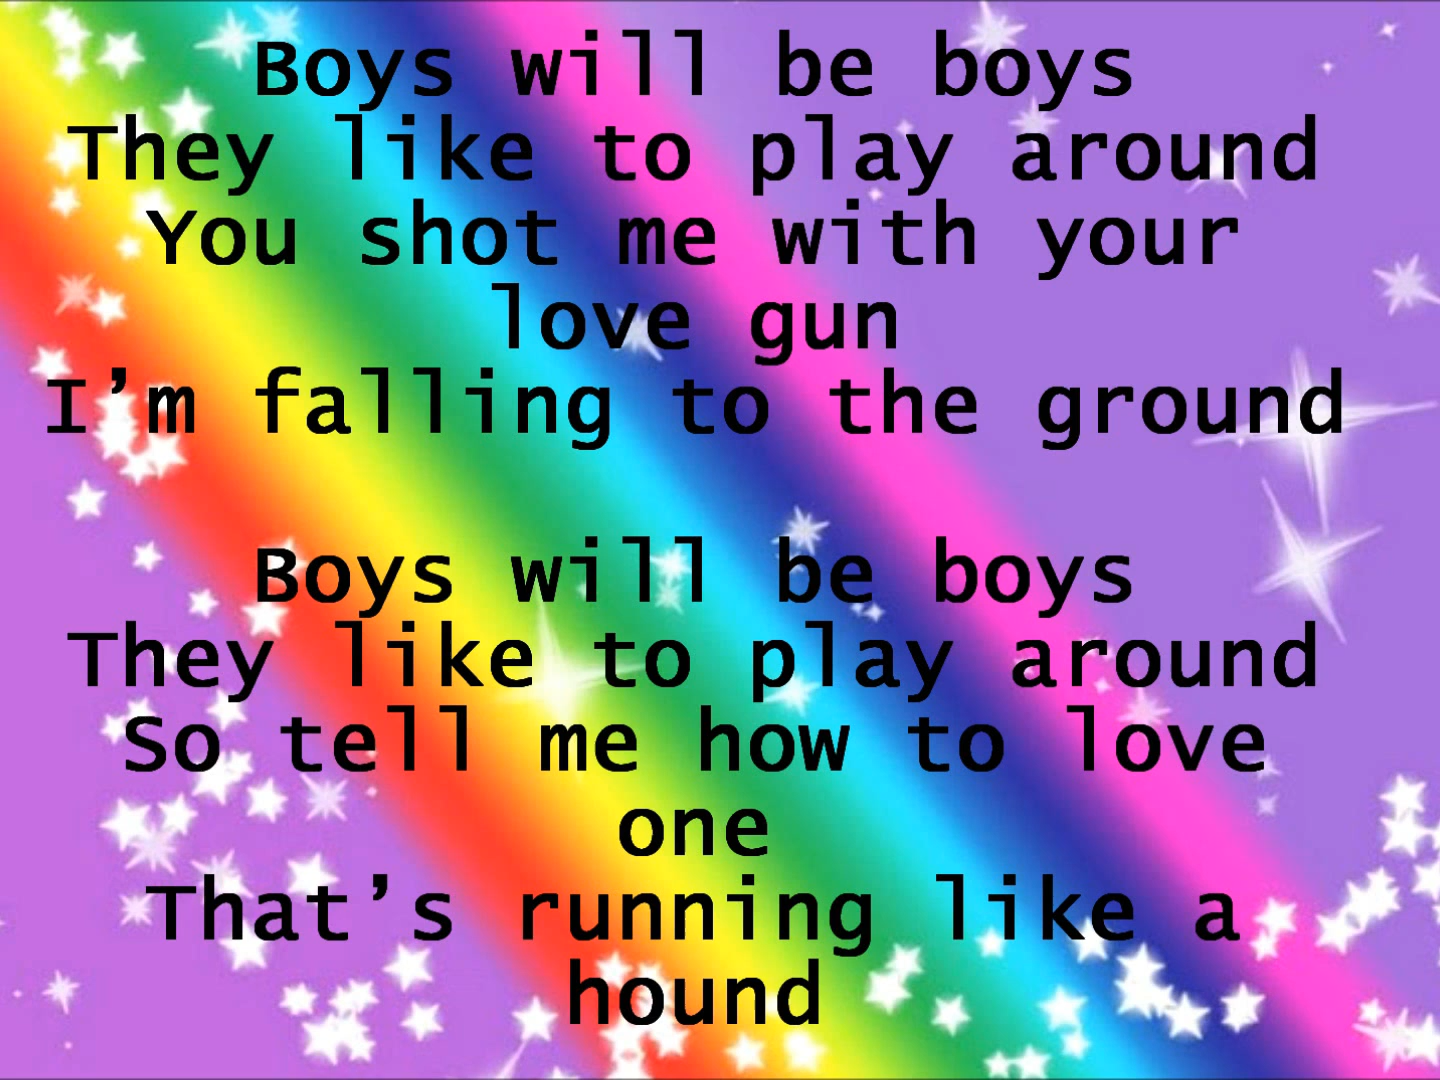 Boys will be boys
They like to play around
You shot me with your
love gun
I'm falling to the ground
Boys will be boys
They like to play around
So tell me how to love
one
That's running like a
hound